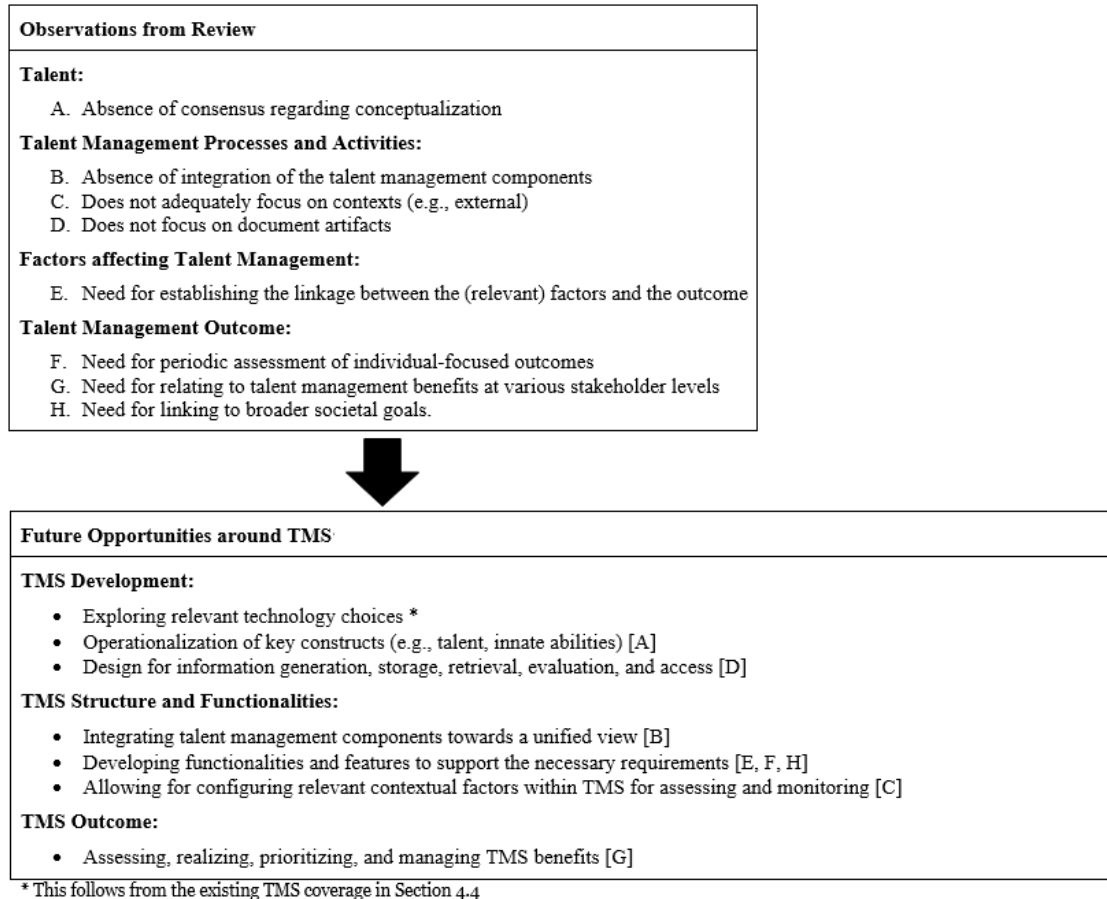 Observations from Review
Talent:
A. Absence of consensus regarding conceptualization
Talent Management Processes and Activities:
B. Absence of integration of the talent management components
C. Does not adequately focus on contexts (e.g., external)
D. Does not focus on document artifacts
Factors affecting Talent Management:
E. Need for establishing the linkage between the (relevant) factors and the outcome
Talent Management Outcome:
F. Need for periodic assessment of individual-focused outcomes
G. Need for relating to talent management benefits at various stakeholder levels
H. Need for linking to broader societal goals.
Future Opportunities around TMS
TMS Development:
• Exploring relevant technology choices *
• Operationalization of key constructs (e.g., talent, innate abilities) [A]
• Design for information generation, storage, retrieval, evaluation, and access [D]
TMS Structure and Functionalities:
• Integrating talent management components towards a unified view [B]
• Developing functionalities and features to support the necessary requirements [E, F, H]
• Allowing for configuring relevant contextual factors within TMS for assessing and monitoring [C]
TMS Outcome:
• Assessing, realizing, prioritizing, and managing TMS benefits [G]
* This follows from the existing TMS coverage in Section 4.4